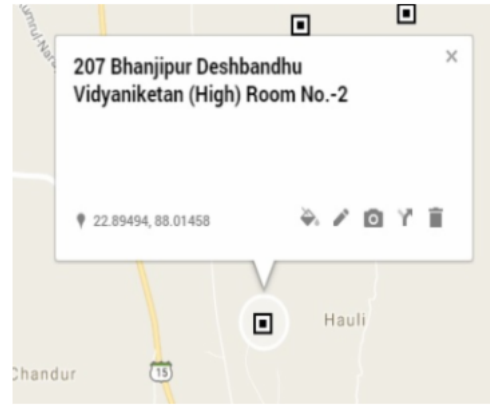 207 Bhanjipur Deshbandhu
Vidyaniketan (High) Room No.-2
22.89494, 88.01458
Hauli
Chandur
15